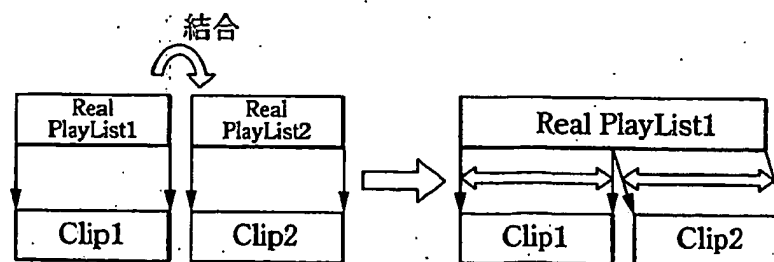 結合
Real
PlayList1
Real
PlayList2
Real PlayList1
Clip1
Clip2
Clip1
Clip2